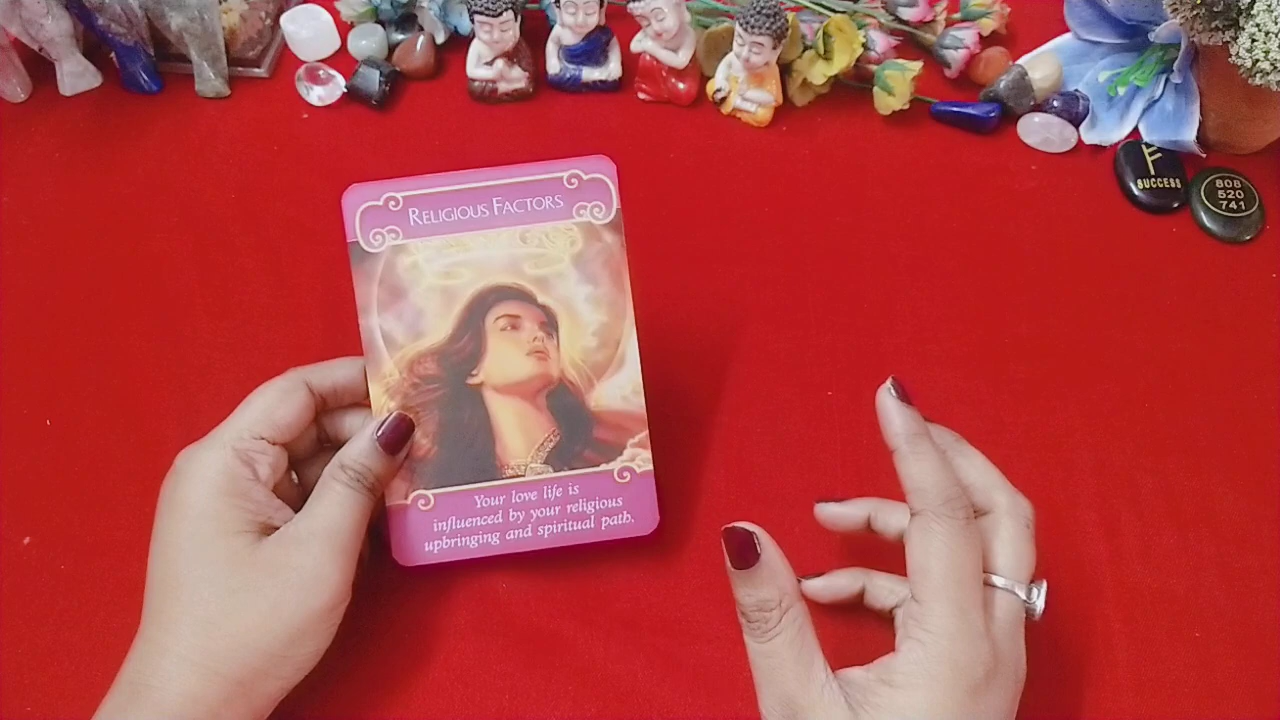 RELIGIOUS FACTORS
Your love life is
influenced by your religious
upbringing and spiritual path.
SUCCESS
808
520
741